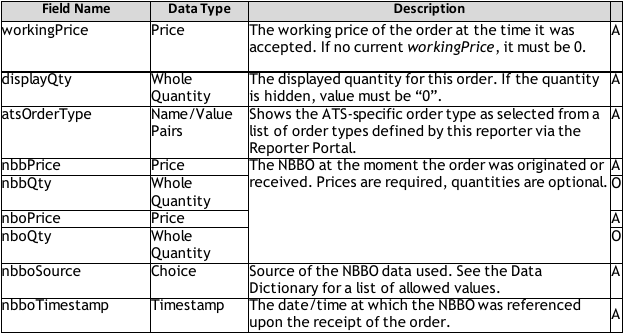 Field Name Data Type Description
workingPrice Price The working price of the order at the time it was A
accepted. If no current workingPrice, it must be 0.
displayQty Whole The displayed quantity for this order. If the quantity A
Quantity is hidden, value must be “0”.
atsOrderType Name/Value Shows the ATS-specific order type as selected from a A
Pairs list of order types defined by this reporter via the
Reporter Portal.
nbbPrice Price The NBBO at the moment the order was originated or A
nbbQty Whole received. Prices are required, quantities are optional. O
Quantity
nboPrice Price A
nboQty Whole O
Quantity
nbboSource Choice Source of the NBBO data used. See the Data A
Dictionary for a list of allowed values.
nbboTimestamp Timestamp The date/time at which the NBBO was referenced A
upon the receipt of the order.